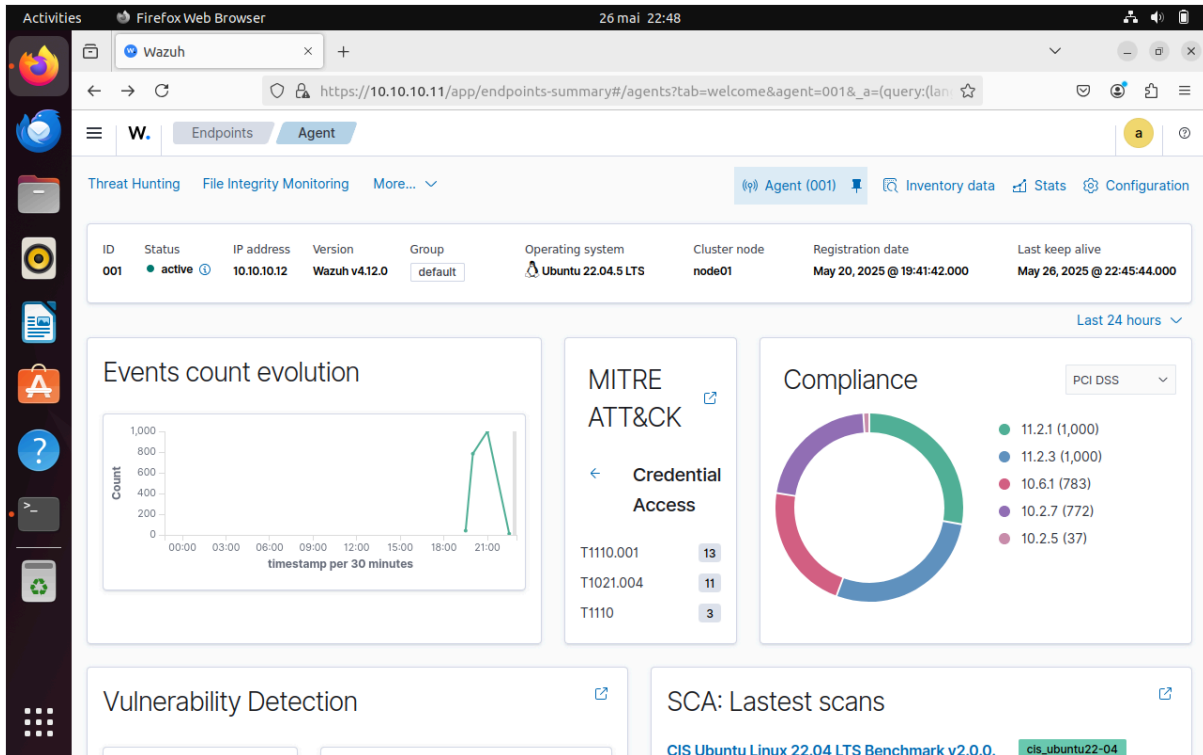 Activities
Firefox Web Browser
26 mai 22:48
Wazuh
https://10.10.10.11/app/endpoints-summary#/agents?tab=welcome&agent=001&_a=(query:(lan
W.
Endpoints
Agent
a
Threat Hunting
File Integrity Monitoring
More...
Agent (001)
Inventory data
Stats
Configuration
ID Status IP address Version Group Operating system Cluster node Registration date Last keep alive
001 active 10.10.10.12 Wazuh v4.12.0 default Ubuntu 22.04.5 LTS node01 May 20, 2025 @ 19:41:42.000 May 26, 2025 @ 22:45:44.000
Last 24 hours
Events count evolution
1,000
800
600
400
200
0
Count
00:00 03:00 06:00 09:00 12:00 15:00 18:00 21:00
timestamp per 30 minutes
MITRE
ATT&CK
Credential
Access
T1110.001 13
T1021.004 11
T1110 3
Compliance
PCI DSS
11.2.1 (1,000)
11.2.3 (1,000)
10.6.1 (783)
10.2.7 (772)
10.2.5 (37)
Vulnerability Detection
SCA: Lastest scans
CIS Ubuntu Linux 22.04 LTS Benchmark v2.0.0.
cis_ubuntu22-04